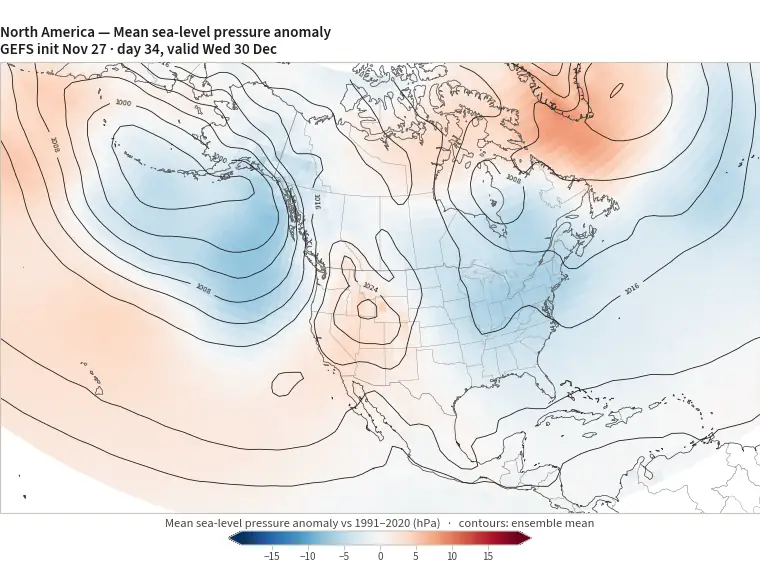 North America — Mean sea-level pressure anomaly
GEFS init Nov 27 · day 34, valid Wed 30 Dec
1000
1008
1008
1016
1024
1008
1016
Mean sea-level pressure anomaly vs 1991–2020 (hPa) · contours: ensemble mean
−15 −10 −5 0 5 10 15